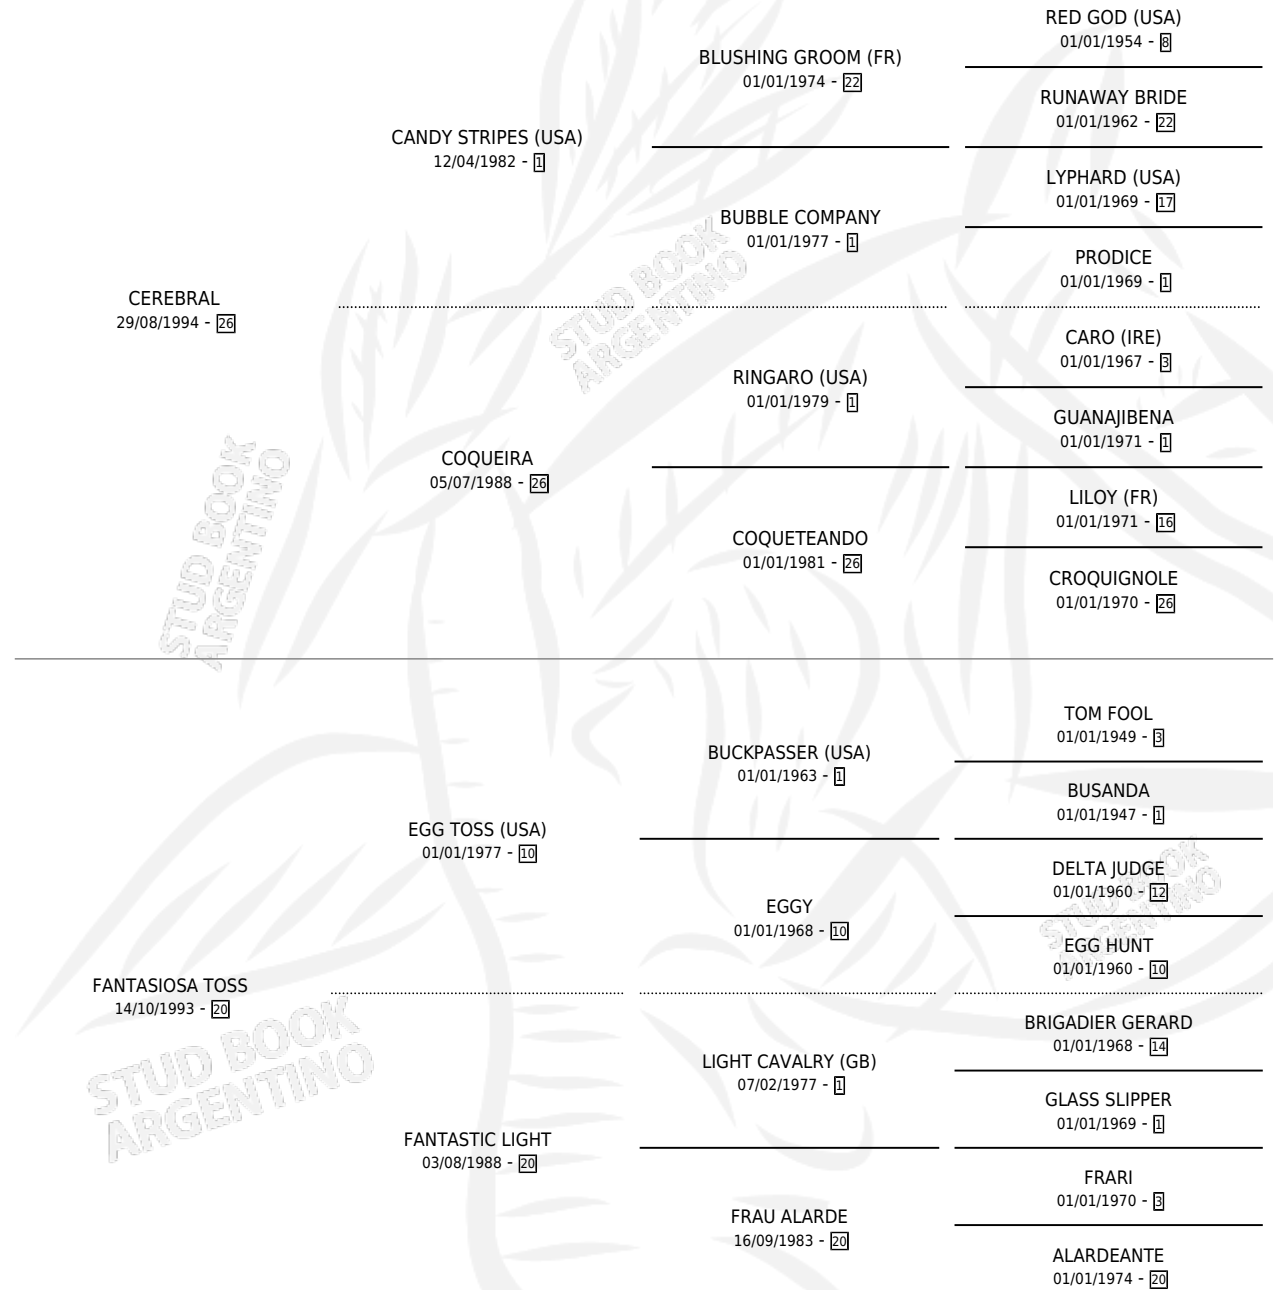 RED GOD (USA)
01/01/1954 - 8
BLUSHING GROOM (FR)
01/01/1974 - 22
RUNAWAY BRIDE
01/01/1962 - 22
CANDY STRIPES (USA)
12/04/1982 - 1
LYPHARD (USA)
01/01/1969 - 17
BUBBLE COMPANY
01/01/1977 - 1
PRODICE
01/01/1969 - 1
CEREBRAL
29/08/1994 - 26
CARO (IRE)
01/01/1967 - 3
RINGARO (USA)
01/01/1979 - 1
GUANAJIBENA
01/01/1971 - 1
COQUEIRA
05/07/1988 - 26
LILOY (FR)
01/01/1971 - 16
COQUETEANDO
01/01/1981 - 26
CROQUIGNOLE
01/01/1970 - 26
TOM FOOL
01/01/1949 - 3
BUCKPASSER (USA)
01/01/1963 - 1
BUSANDA
01/01/1947 - 1
EGG TOSS (USA)
01/01/1977 - 10
DELTA JUDGE
01/01/1960 - 12
EGGY
01/01/1968 - 10
EGG HUNT
01/01/1960 - 10
FANTASIOSA TOSS
14/10/1993 - 20
BRIGADIER GERARD
01/01/1968 - 14
LIGHT CAVALRY (GB)
07/02/1977 - 1
GLASS SLIPPER
01/01/1969 - 1
FANTASTIC LIGHT
03/08/1988 - 20
FRARI
01/01/1970 - 3
FRAU ALARDE
16/09/1983 - 20
ALARDEANTE
01/01/1974 - 20
STUD BOOK
ARGENTINO
STUD BOOK
ARGENTINO
STUD BOOK
ARGENTINO
STUD BOOK
ARGENTINO